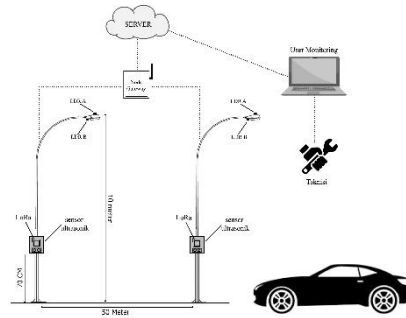 SERVER
User Monitoring
Node
Gateway
LED A
LED B
LED A
LED B
10 meter
LoRa
sensor
ultrasonik
LoRa
sensor
ultrasonik
70 CM
50 Meter
Teknisi